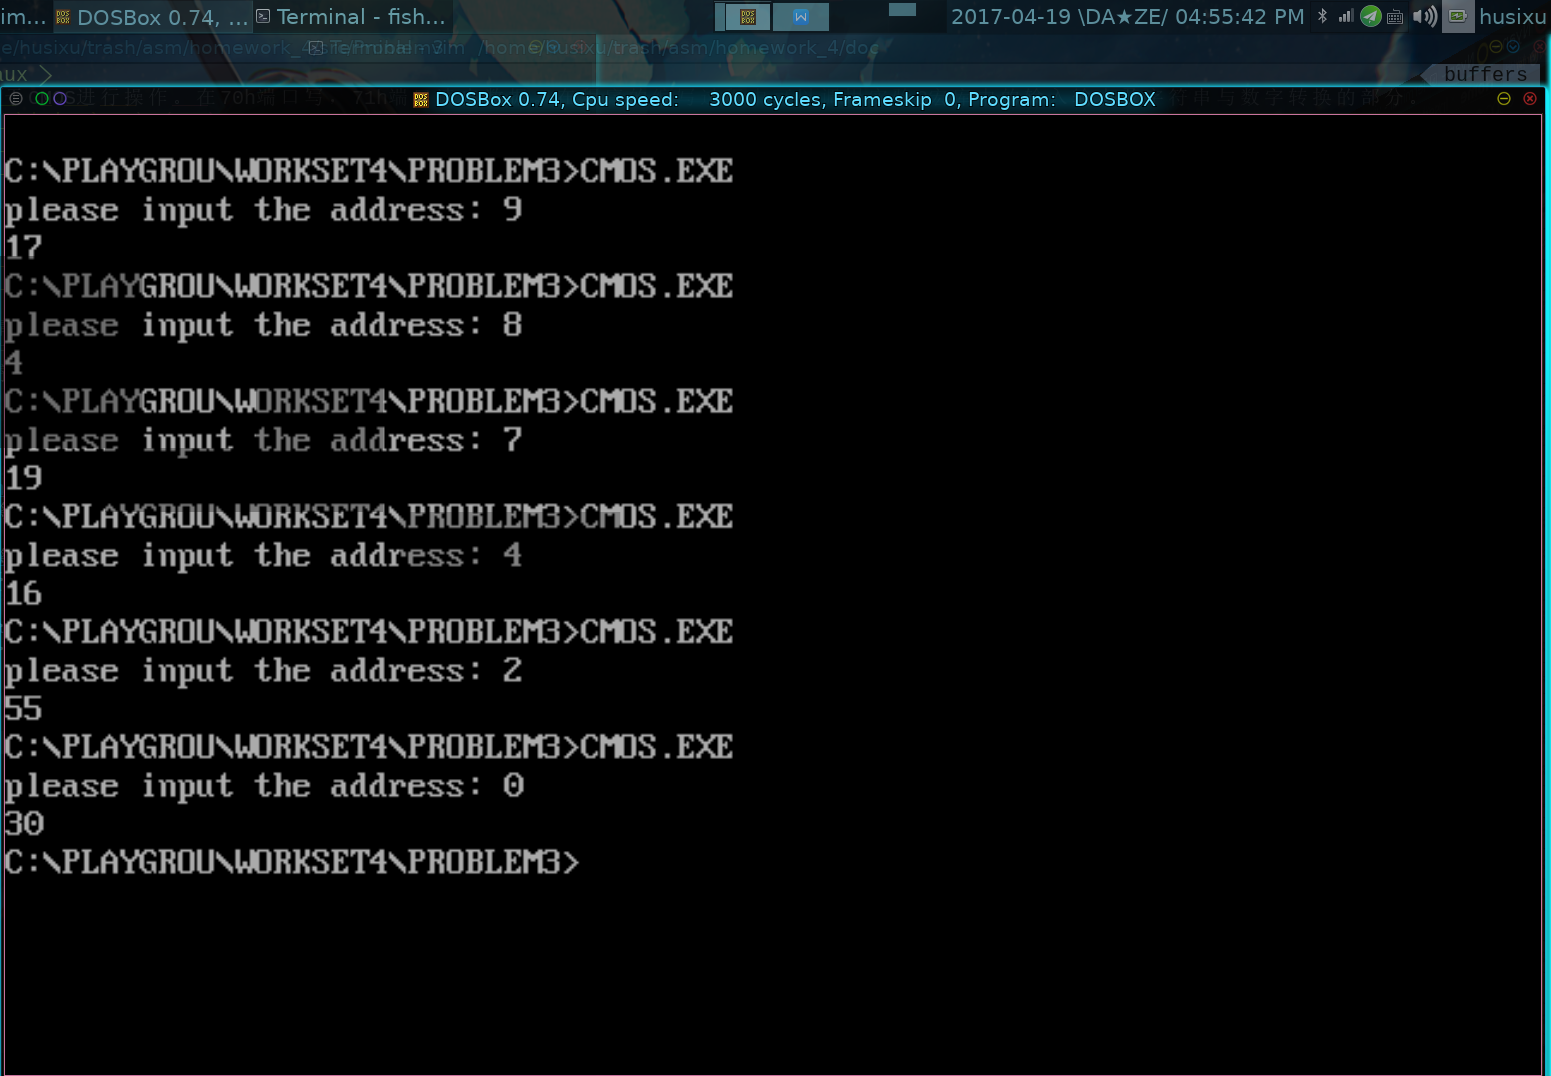 im... DOSBox 0.74, ... Terminal - fish... 2017-04-19 \DA★ZE/ 04:55:42 PM husixu
e/husixu/trash/asm/homework_4 /home/husixu/trash/asm/homework_4/doc
aux buffers
DOSBox 0.74, Cpu speed: 3000 cycles, Frameskip 0, Program: DOSBOX
C:\PLAYGROU\WORKSET4\PROBLEM3>CMOS.EXE
please input the address: 9
17
C:\PLAYGROU\WORKSET4\PROBLEM3>CMOS.EXE
please input the address: 8
4
C:\PLAYGROU\WORKSET4\PROBLEM3>CMOS.EXE
please input the address: 7
19
C:\PLAYGROU\WORKSET4\PROBLEM3>CMOS.EXE
please input the address: 4
16
C:\PLAYGROU\WORKSET4\PROBLEM3>CMOS.EXE
please input the address: 2
55
C:\PLAYGROU\WORKSET4\PROBLEM3>CMOS.EXE
please input the address: 0
30
C:\PLAYGROU\WORKSET4\PROBLEM3>